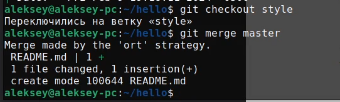 aleksey@aleksey-pc:~/hello$ git checkout style
Переключились на ветку «style»
aleksey@aleksey-pc:~/hello$ git merge master
Merge made by the 'ort' strategy.
 README.md | 1 +
 1 file changed, 1 insertion(+)
 create mode 100644 README.md
aleksey@aleksey-pc:~/hello$